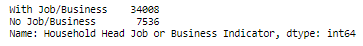 With Job/Business    34008
No Job/Business       7536
Name: Household Head Job or Business Indicator, dtype: int64